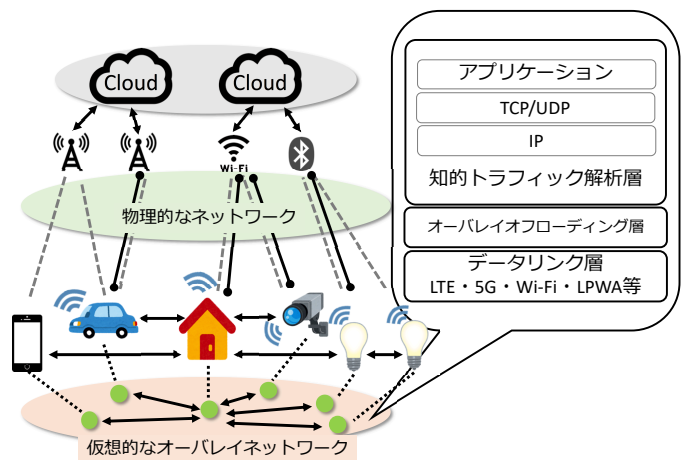 Cloud
Cloud
Wi-Fi
物理的なネットワーク
仮想的なオーバレイネットワーク
アプリケーション
TCP/UDP
IP
知的トラフィック解析層
オーバーレイオフローディング層
データリンク層
LTE・5G・Wi-Fi・LPWA等